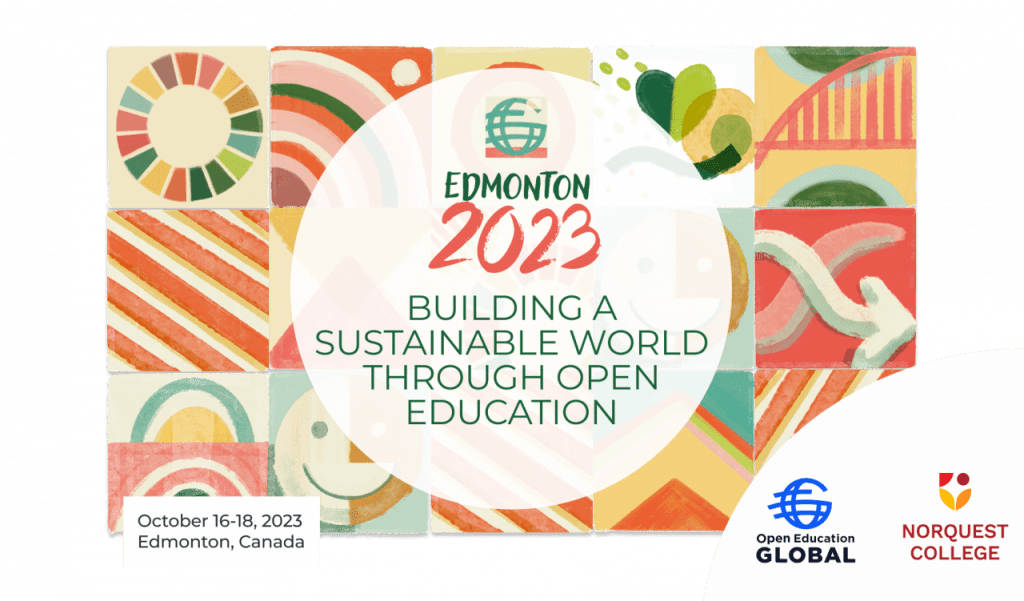 EDMONTON
2023
BUILDING A
SUSTAINABLE WORLD
THROUGH OPEN
EDUCATION
October 16-18, 2023
Edmonton, Canada
Open Education
GLOBAL
NORQUEST
COLLEGE